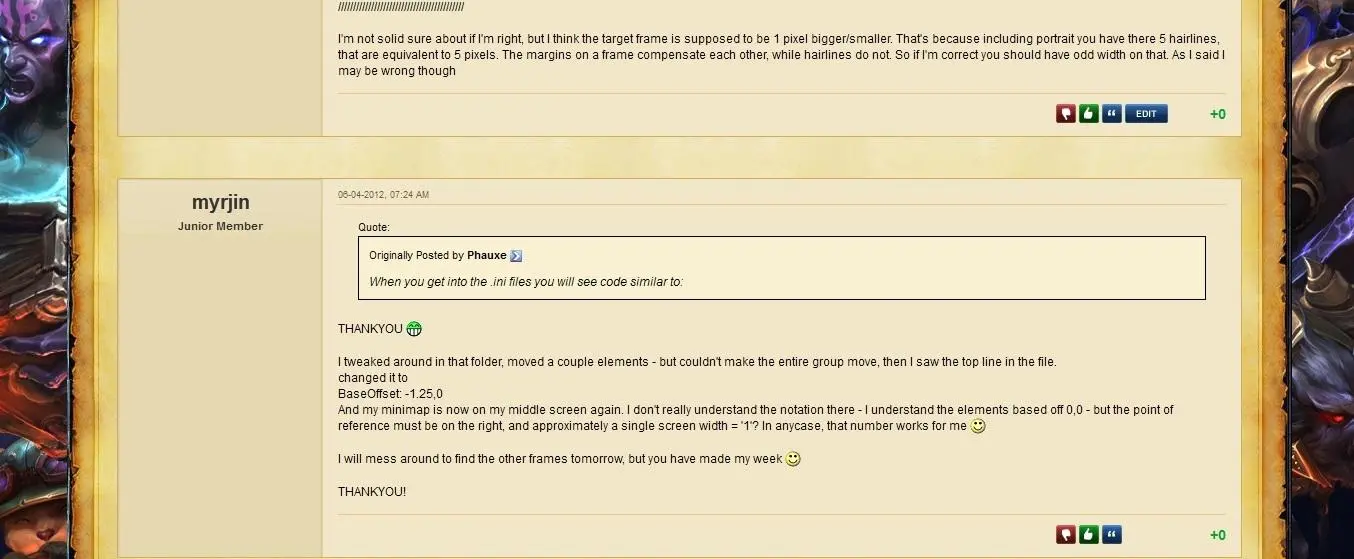 ////////////////////////////////////////////
I'm not solid sure about if I'm right, but I think the target frame is supposed to be 1 pixel bigger/smaller. That's because including portrait you have there 5 hairlines,
that are equivalent to 5 pixels. The margins on a frame compensate each other, while hairlines do not. So if I'm correct you should have odd width on that. As I said I
may be wrong though
EDIT
+0
myrjin
Junior Member
06-04-2012, 07:24 AM
Quote:
Originally Posted by Phauxe
When you get into the .ini files you will see code similar to:
THANKYOU
I tweaked around in that folder, moved a couple elements - but couldn't make the entire group move, then I saw the top line in the file.
changed it to
BaseOffset: -1.25,0
And my minimap is now on my middle screen again. I don't really understand the notation there - I understand the elements based off 0,0 - but the point of
reference must be on the right, and approximately a single screen width = '1'? In anycase, that number works for me
I will mess around to find the other frames tomorrow, but you have made my week
THANKYOU!
+0